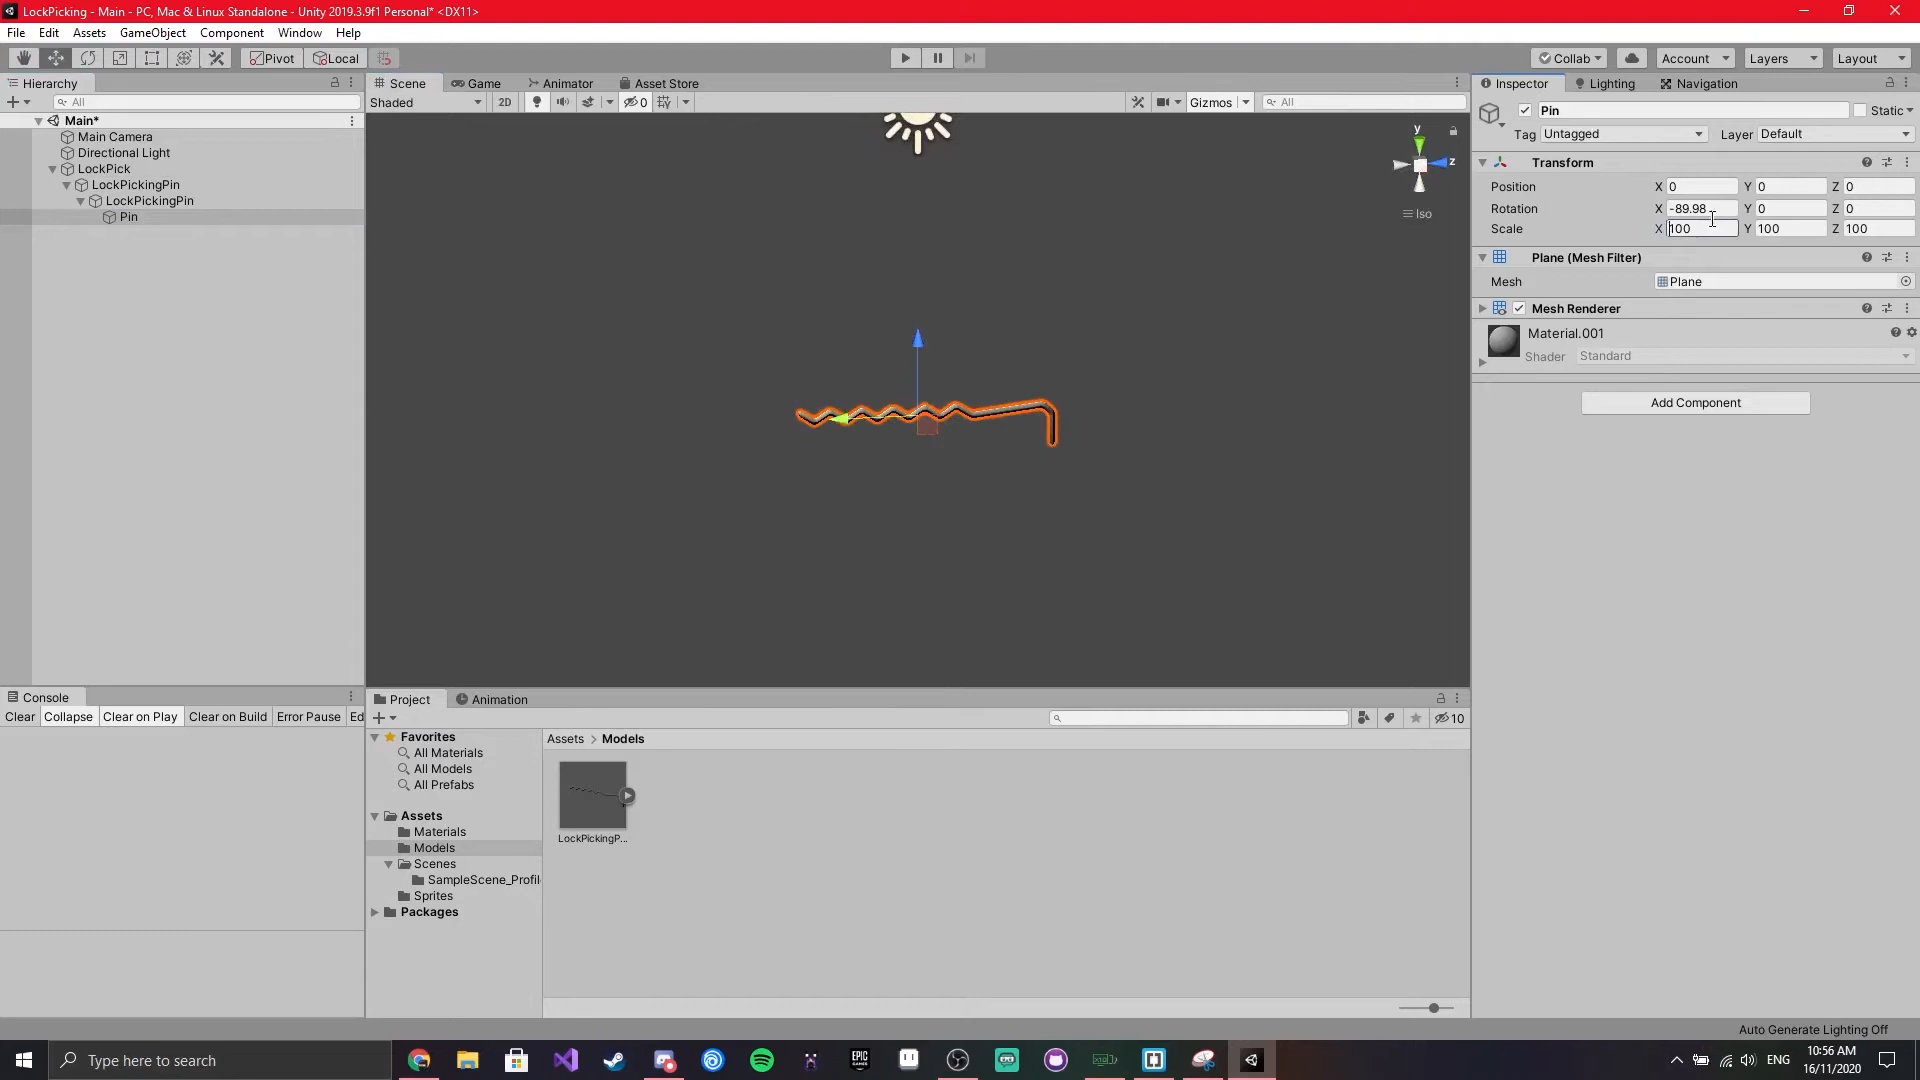 LockPicking - Main - PC, Mac & Linux Standalone - Unity 2019.3.9f1 Personal* <DX11>
File Edit Assets GameObject Component Window Help
Pivot Local Collab Account Layers Layout
Hierarchy
All
Main*
Main Camera
Directional Light
LockPick
LockPickingPin
LockPickingPin
Pin
Scene Game Animator Asset Store
Shaded 2D 0 Gizmos All
y
z
Iso
Inspector Lighting Navigation
Pin Static
Tag Untagged Layer Default
Transform
Position X 0 Y 0 Z 0
Rotation X -89.98 Y 0 Z 0
Scale X 100 Y 100 Z 100
Plane (Mesh Filter)
Mesh Plane
Mesh Renderer
Material.001
Shader Standard
Add Component
Console
Clear Collapse Clear on Play Clear on Build Error Pause Ed
Project Animation
10
Favorites
All Materials
All Models
All Prefabs
Assets
Materials
Models
Scenes
SampleScene_Profil
Sprites
Packages
Assets > Models
LockPickingP...
Auto Generate Lighting Off
Type here to search
EPIC GAMES
ENG
10:56 AM
16/11/2020